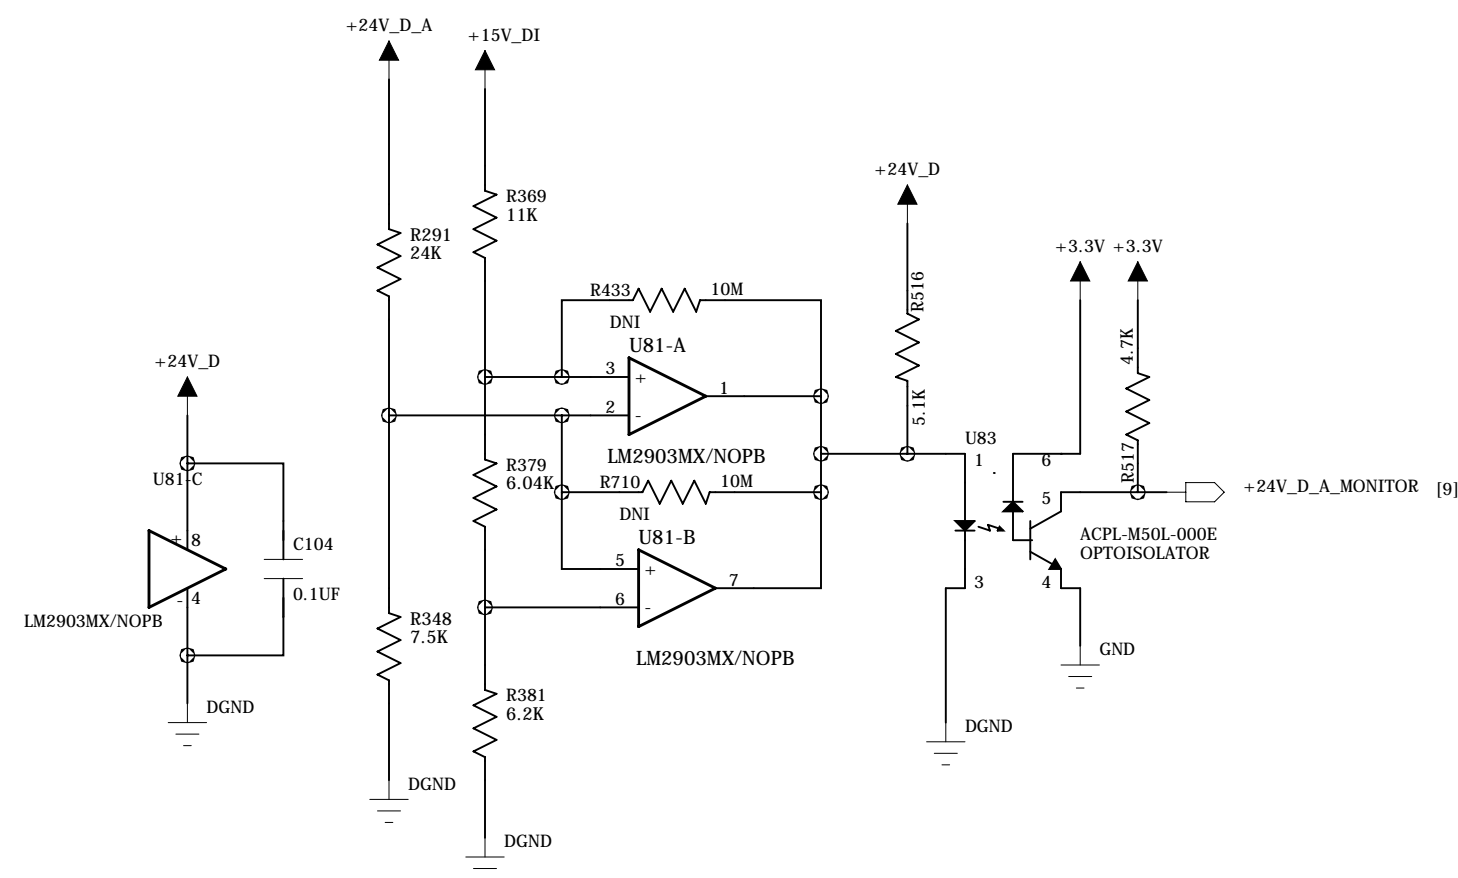 +24V_D_A
+15V_DI
R369
11K
R291
24K
+24V_D
+3.3V +3.3V
R516
5.1K
4.7K
R517
R433 10M
DNI
U81-A
3
+
1
2
-
LM2903MX/NOPB
+24V_D
U81-C
+ 8
- 4
LM2903MX/NOPB
C104
0.1UF
DGND
R379
6.04K
R710 10M
DNI
U81-B
5
+
7
6
-
LM2903MX/NOPB
R348
7.5K
R381
6.2K
DGND
DGND
U83
1
.
6
5
3
4
+24V_D_A_MONITOR [9]
ACPL-M50L-000E
OPTOISOLATOR
GND
DGND